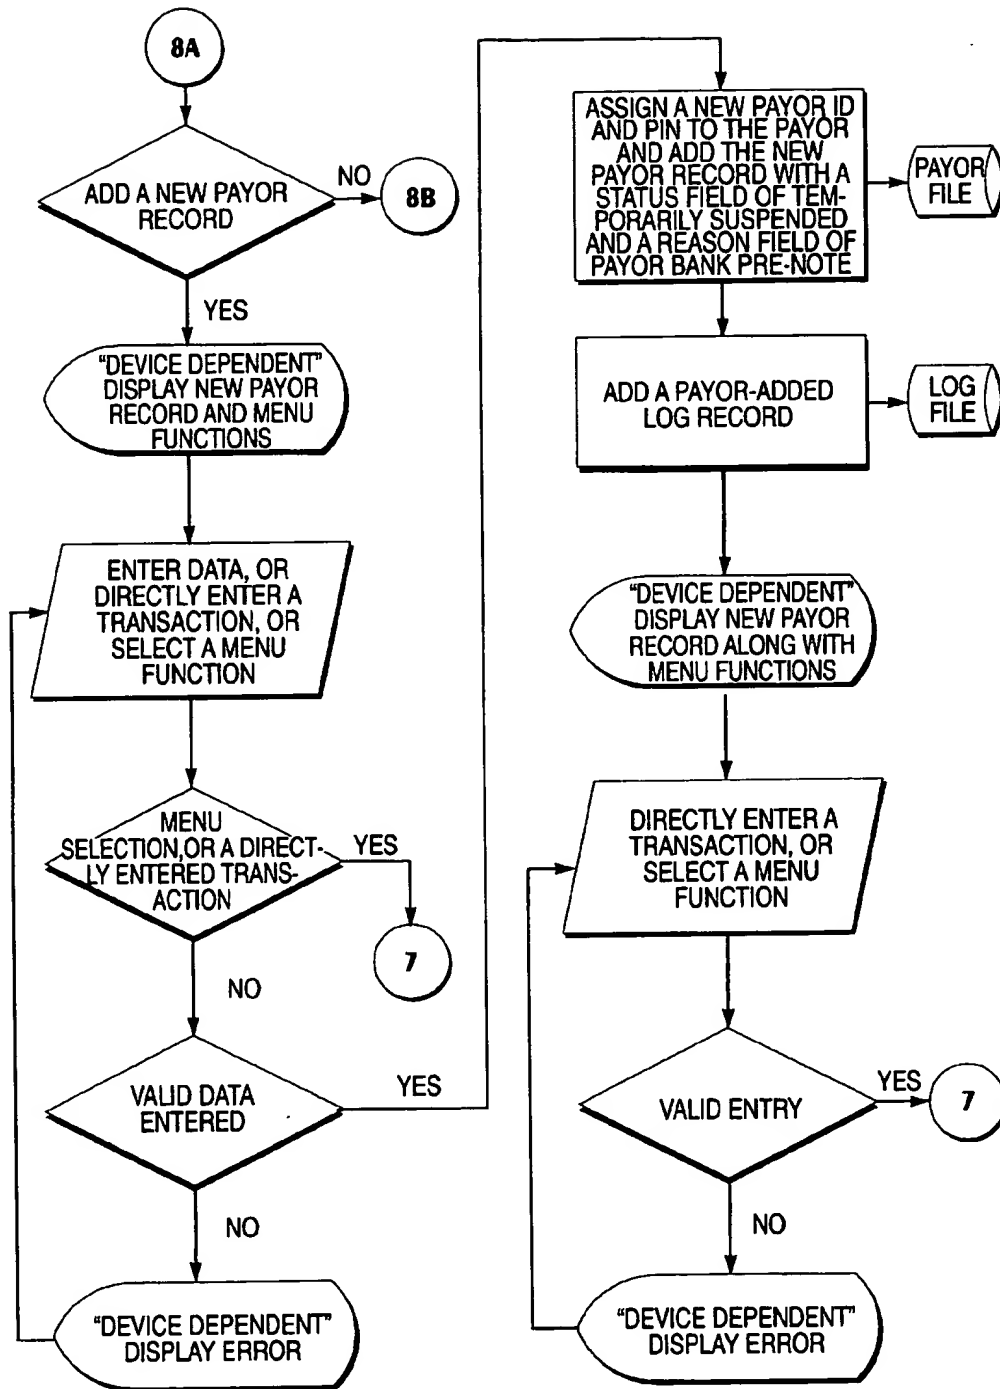 8A
ADD A NEW PAYOR
RECORD
NO
8B
YES
“DEVICE DEPENDENT”
DISPLAY NEW PAYOR
RECORD AND MENU
FUNCTIONS
ENTER DATA, OR
DIRECTLY ENTER A
TRANSACTION, OR
SELECT A MENU
FUNCTION
MENU
SELECTION,OR A DIRECT-
LY ENTERED TRANS-
ACTION
YES
7
NO
VALID DATA
ENTERED
YES
NO
“DEVICE DEPENDENT”
DISPLAY ERROR
ASSIGN A NEW PAYOR ID
AND PIN TO THE PAYOR
AND ADD THE NEW
PAYOR RECORD WITH A
STATUS FIELD OF TEM-
PORARILY SUSPENDED
AND A REASON FIELD OF
PAYOR BANK PRE-NOTE
PAYOR
FILE
ADD A PAYOR-ADDED
LOG RECORD
LOG
FILE
“DEVICE DEPENDENT”
DISPLAY NEW PAYOR
RECORD ALONG WITH
MENU FUNCTIONS
DIRECTLY ENTER A
TRANSACTION, OR
SELECT A MENU
FUNCTION
VALID ENTRY
YES
7
NO
“DEVICE DEPENDENT”
DISPLAY ERROR